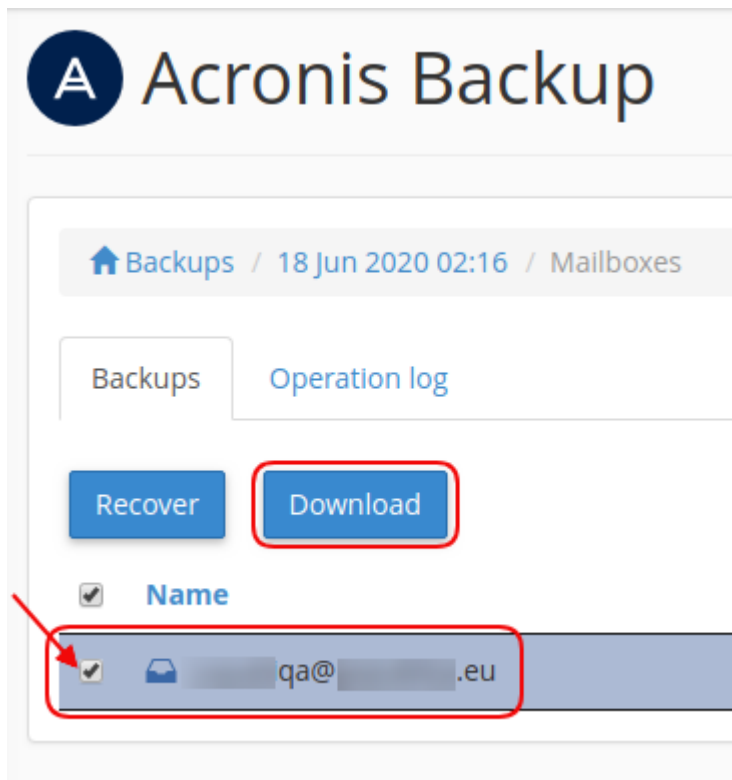 Acronis Backup
Backups / 18 Jun 2020 02:16 / Mailboxes
Backups Operation log
Recover Download
Name
qa@ .eu